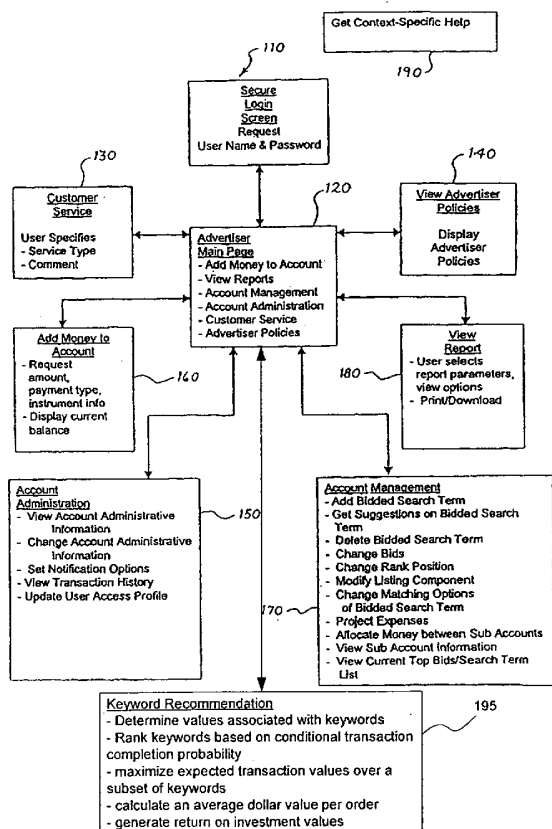 Get Context-Specific Help
190
110
Secure
Login
Screen
Request
User Name & Password
130
Customer
Service
User Specifies
- Service Type
- Comment
120
Advertiser
Main Page
- Add Money to Account
- View Reports
- Account Management
- Account Administration
- Customer Service
- Advertiser Policies
140
View Advertiser
Policies
Display
Advertiser
Policies
Add Money to
Account
- Request
amount,
payment type,
instrument info
- Display current
balance
160
180
View
Report
- User selects
report parameters,
view options
- Print/Download
Account
Administration
- View Account Administrative
Information
- Change Account Administrative
Information
- Set Notification Options
- View Transaction History
- Update User Access Profile
150
170
Account Management
- Add Bidded Search Term
- Get Suggestions on Bidded Search
Term
- Delete Bidded Search Term
- Change Bids
- Change Rank Position
- Modify Listing Component
- Change Matching Options
of Bidded Search Term
- Project Expenses
- Allocate Money between Sub Accounts
- View Sub Account Information
- View Current Top Bids/Search Term
List
Keyword Recommendation
- Determine values associated with keywords
- Rank keywords based on conditional transaction
completion probability
- maximize expected transaction values over a
subset of keywords
- calculate an average dollar value per order
- generate return on investment values
195